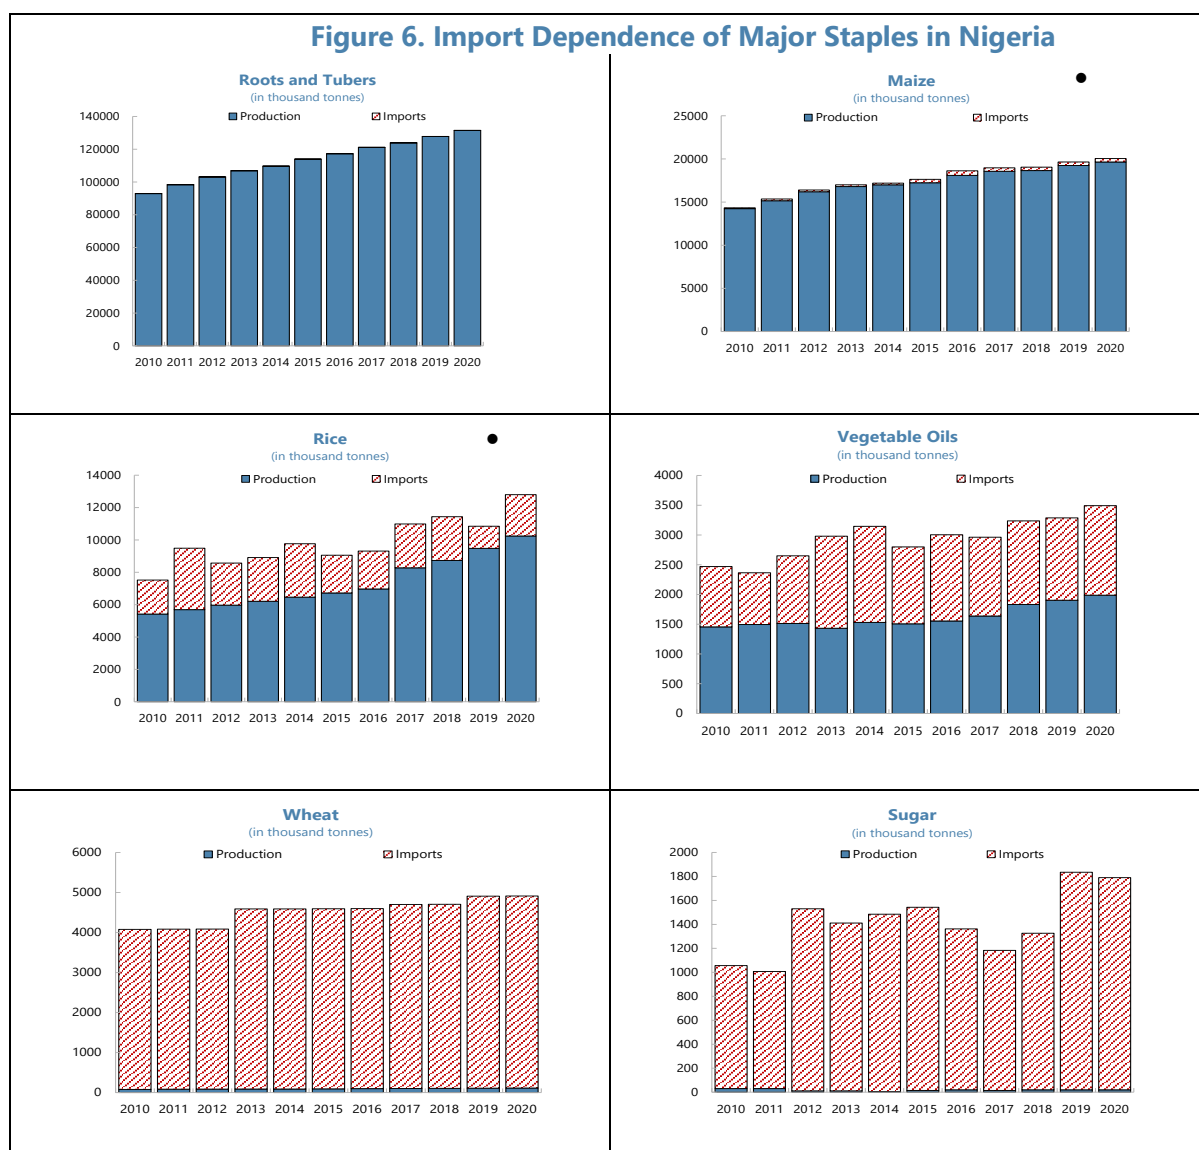 Figure 6. Import Dependence of Major Staples in Nigeria
Roots and Tubers
(in thousand tonnes)
Production Imports
140000
120000
100000
80000
60000
40000
20000
0
2010 2011 2012 2013 2014 2015 2016 2017 2018 2019 2020
Maize
(in thousand tonnes)
Production Imports
25000
20000
15000
10000
5000
0
2010 2011 2012 2013 2014 2015 2016 2017 2018 2019 2020
Rice
(in thousand tonnes)
Production Imports
14000
12000
10000
8000
6000
4000
2000
0
2010 2011 2012 2013 2014 2015 2016 2017 2018 2019 2020
Vegetable Oils
(in thousand tonnes)
Production Imports
4000
3500
3000
2500
2000
1500
1000
500
0
2010 2011 2012 2013 2014 2015 2016 2017 2018 2019 2020
Wheat
(in thousand tonnes)
Production Imports
6000
5000
4000
3000
2000
1000
0
2010 2011 2012 2013 2014 2015 2016 2017 2018 2019 2020
Sugar
(in thousand tonnes)
Production Imports
2000
1800
1600
1400
1200
1000
800
600
400
200
0
2010 2011 2012 2013 2014 2015 2016 2017 2018 2019 2020